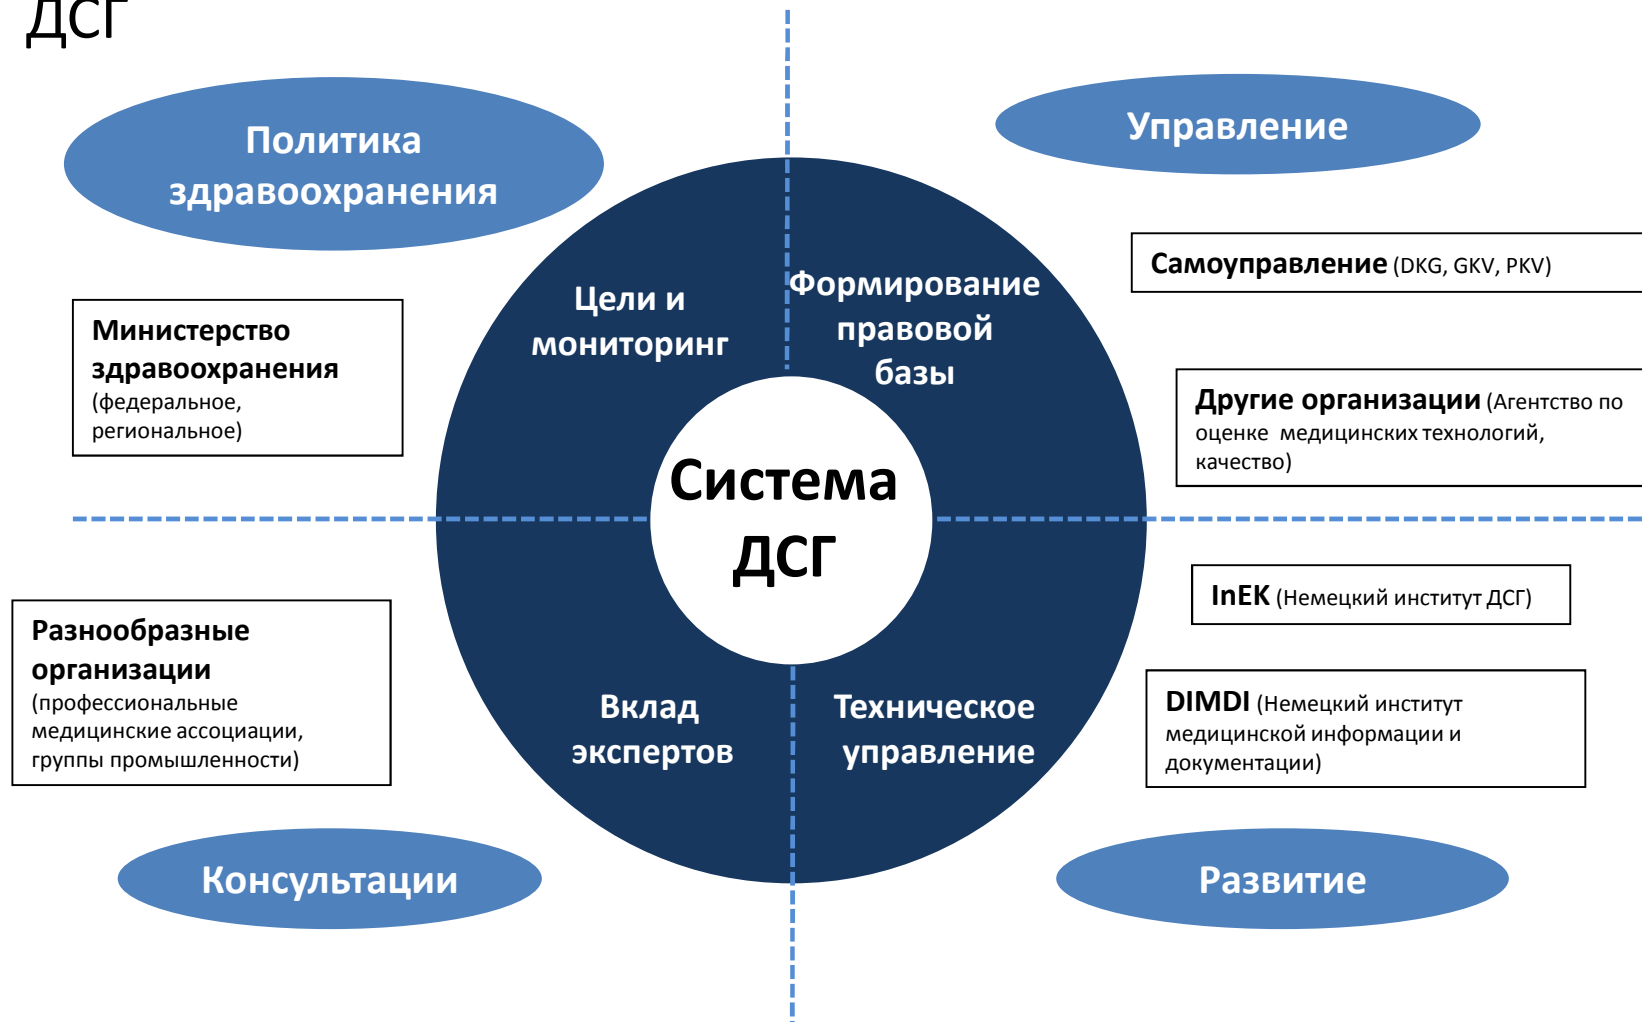 ДСГ
Политика
здравоохранения
Управление
Министерство
здравоохранения
(федеральное,
региональное)
Цели и
мониторинг
Формирование
правовой
базы
Самоуправление (DKG, GKV, PKV)
Другие организации (Агентство по
оценке медицинских технологий,
качество)
Система
ДСГ
Разнообразные
организации
(профессиональные
медицинские ассоциации,
группы промышленности)
Вклад
экспертов
Техническое
управление
InEK (Немецкий институт ДСГ)
DIMDI (Немецкий институт
медицинской информации и
документации)
Консультации
Развитие